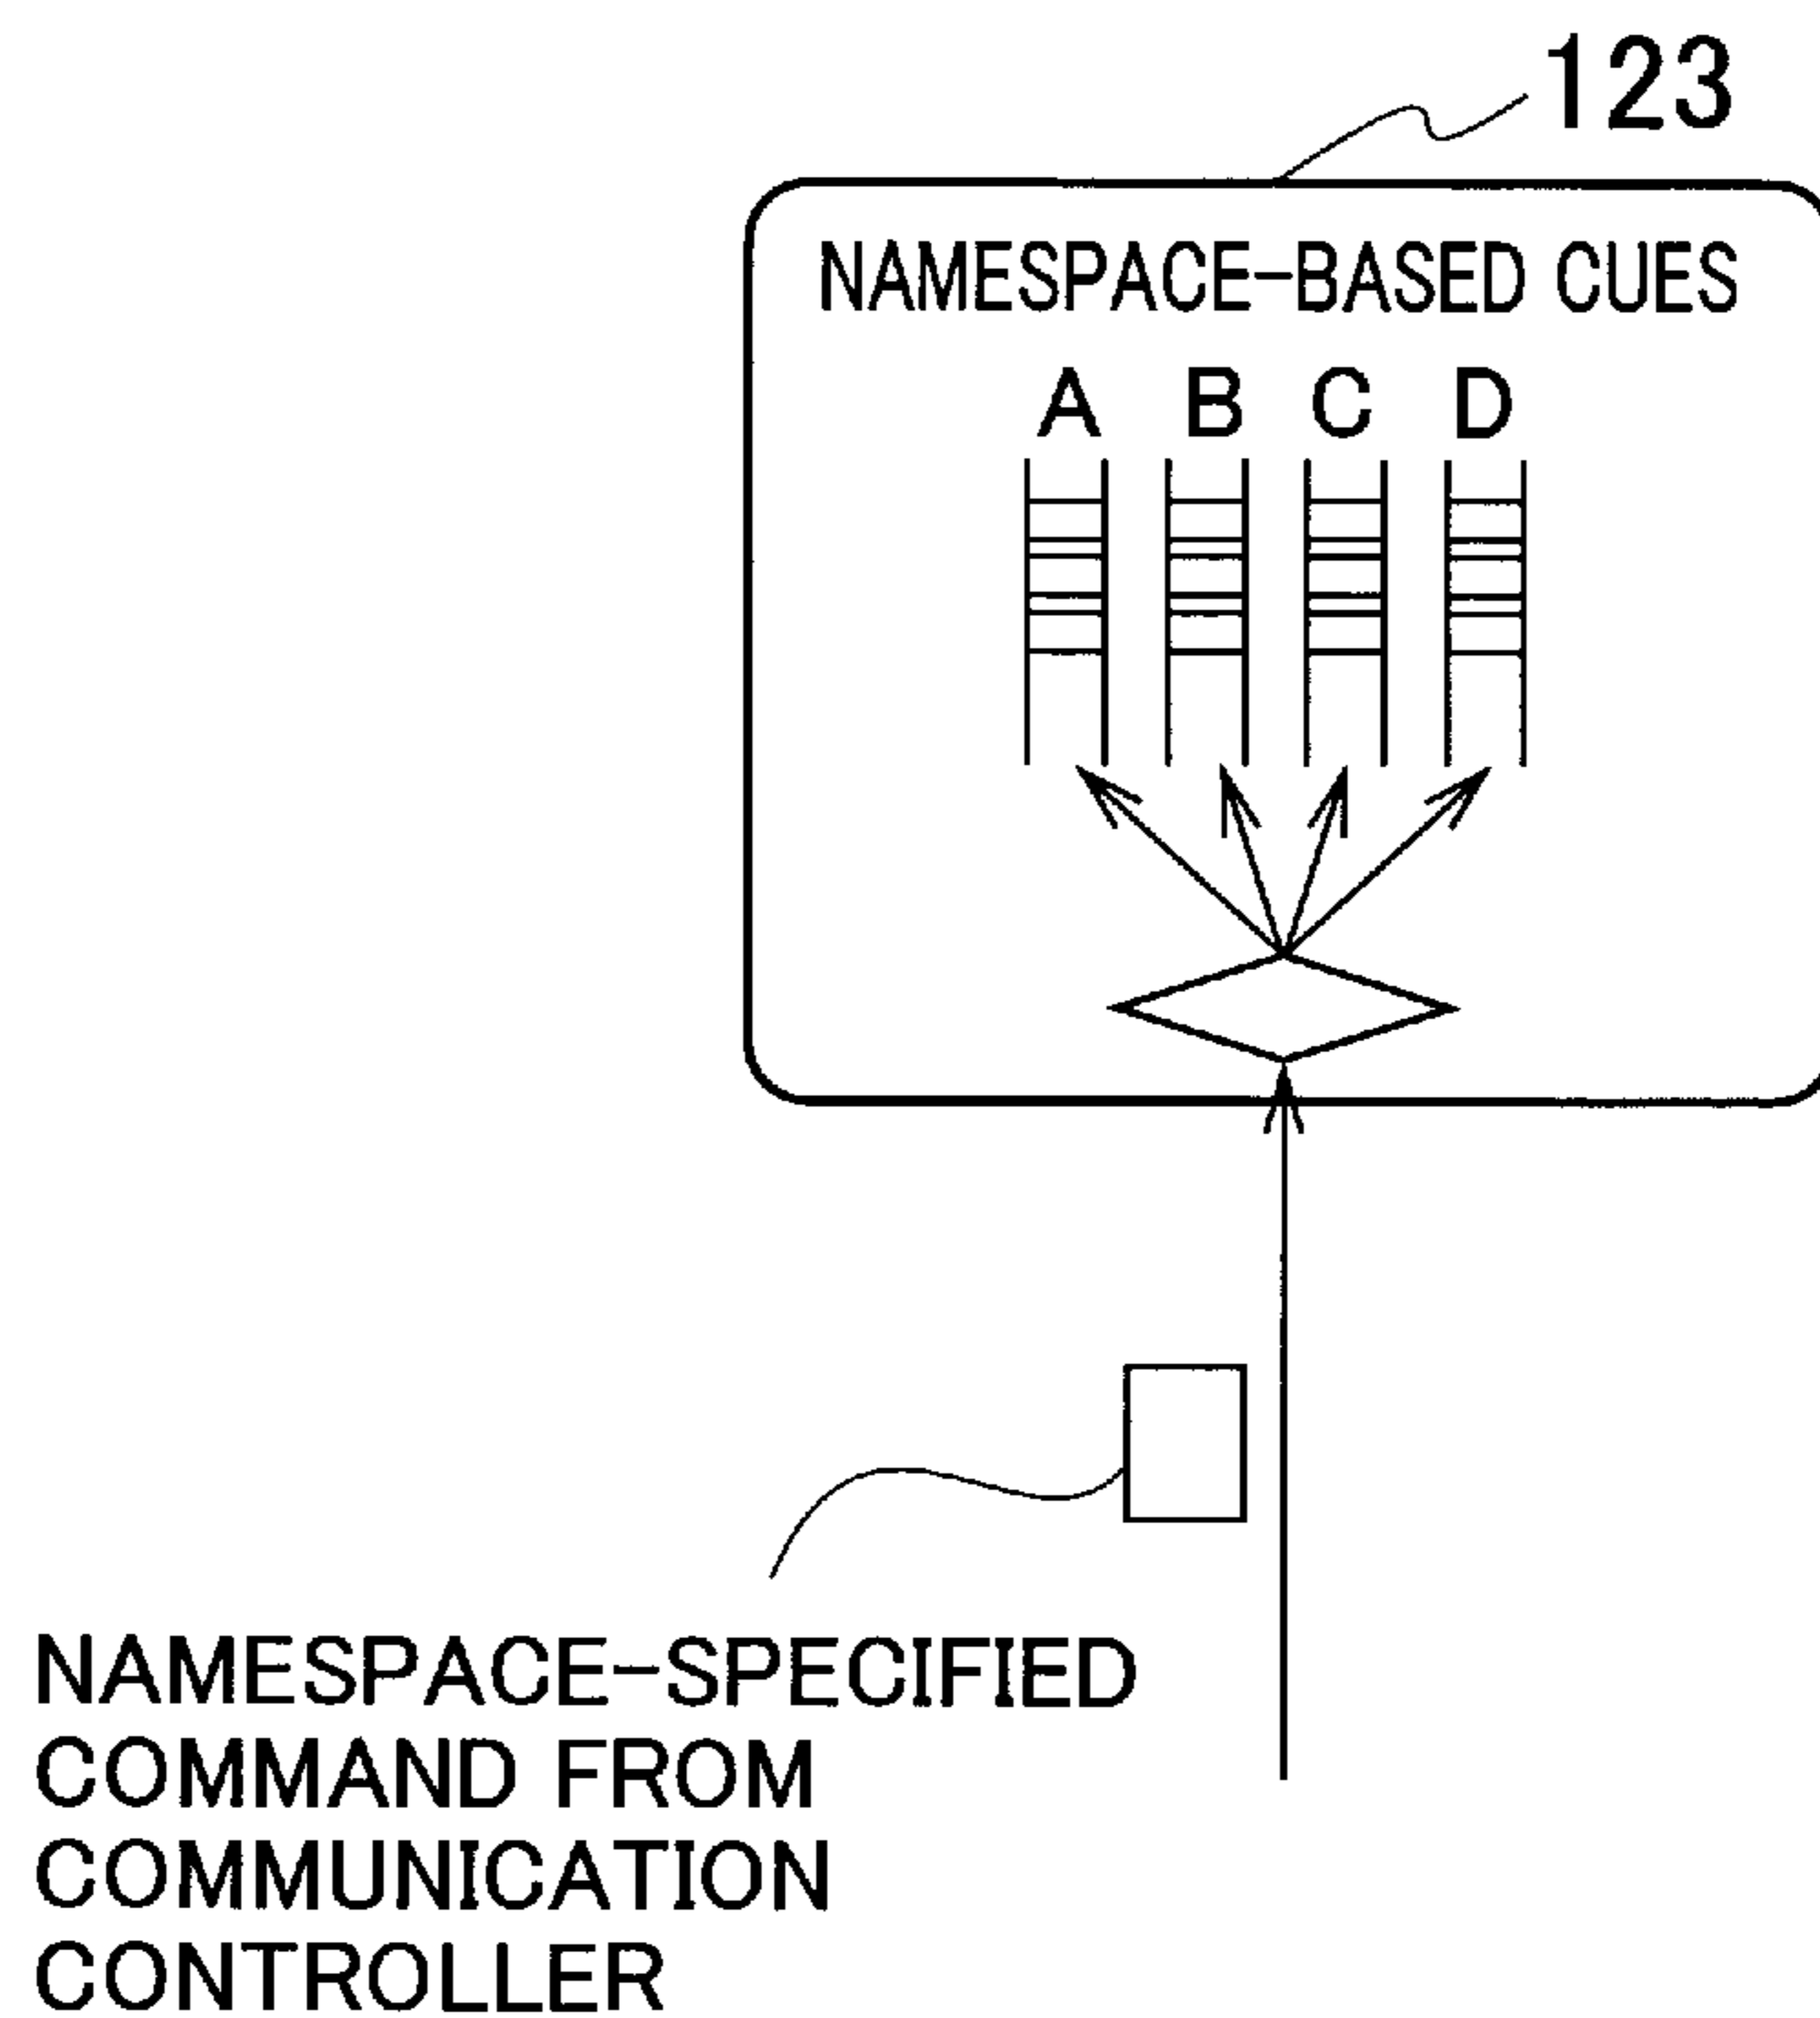 123
NAMESPACE-BASED CUES
A B C D
NAMESPACE-SPECIFIED
COMMAND FROM
COMMUNICATION
CONTROLLER